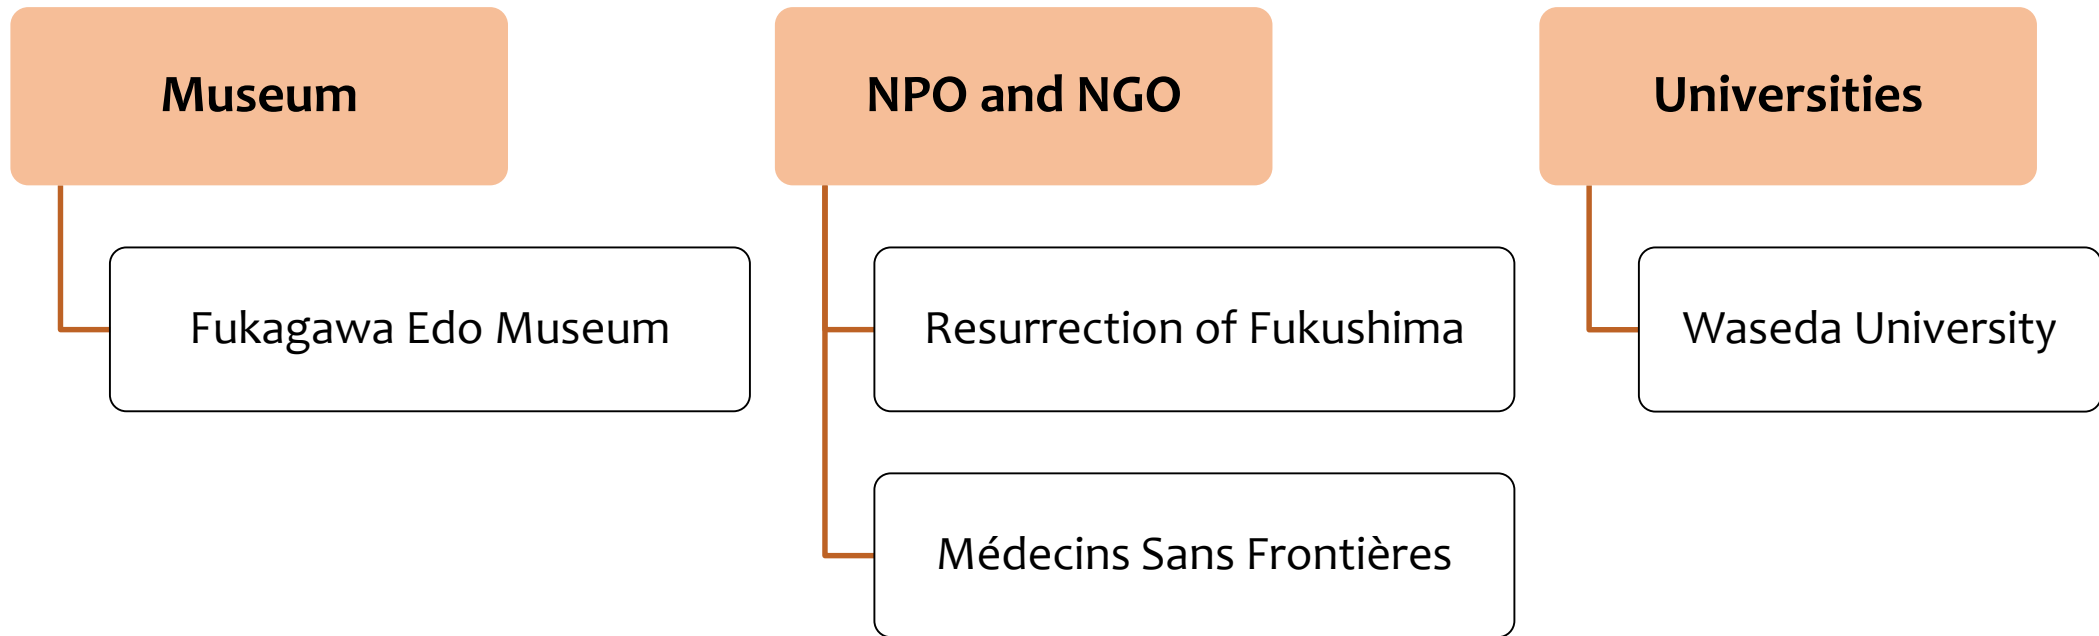 Museum
Fukagawa Edo Museum
NPO and NGO
Resurrection of Fukushima
Médecins Sans Frontières
Universities
Waseda University